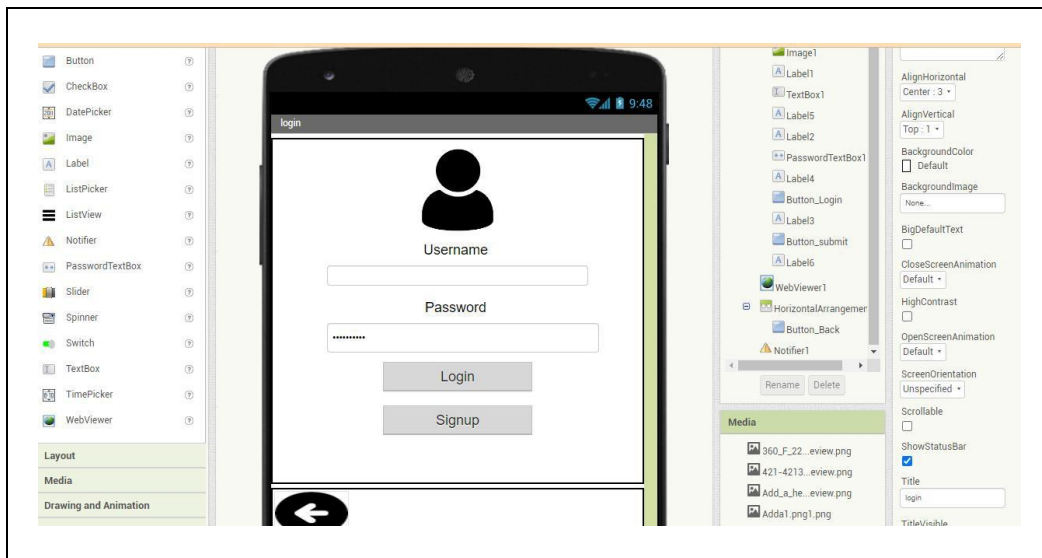 Button
CheckBox
DatePicker
Image
Label
ListPicker
ListView
Notifier
PasswordTextBox
Slider
Spinner
Switch
TextBox
TimePicker
WebViewer
Layout
Media
Drawing and Animation
9:48
login
Username
Password
••••••••••
Login
Signup
Image1
Label1
TextBox1
Label5
Label2
PasswordTextBox1
Label4
Button_Login
Label3
Button_submit
Label6
WebViewer1
HorizontalArrangemer
Button_Back
Notifier1
Rename Delete
Media
360_F_22...eview.png
421-4213...eview.png
Add_a_he...eview.png
Adda1.png1.png
AlignHorizontal
Center : 3
AlignVertical
Top : 1
BackgroundColor
Default
BackgroundImage
None...
BigDefaultText
CloseScreenAnimation
Default
HighContrast
OpenScreenAnimation
Default
ScreenOrientation
Unspecified
Scrollable
ShowStatusBar
Title
login
TitleVisible